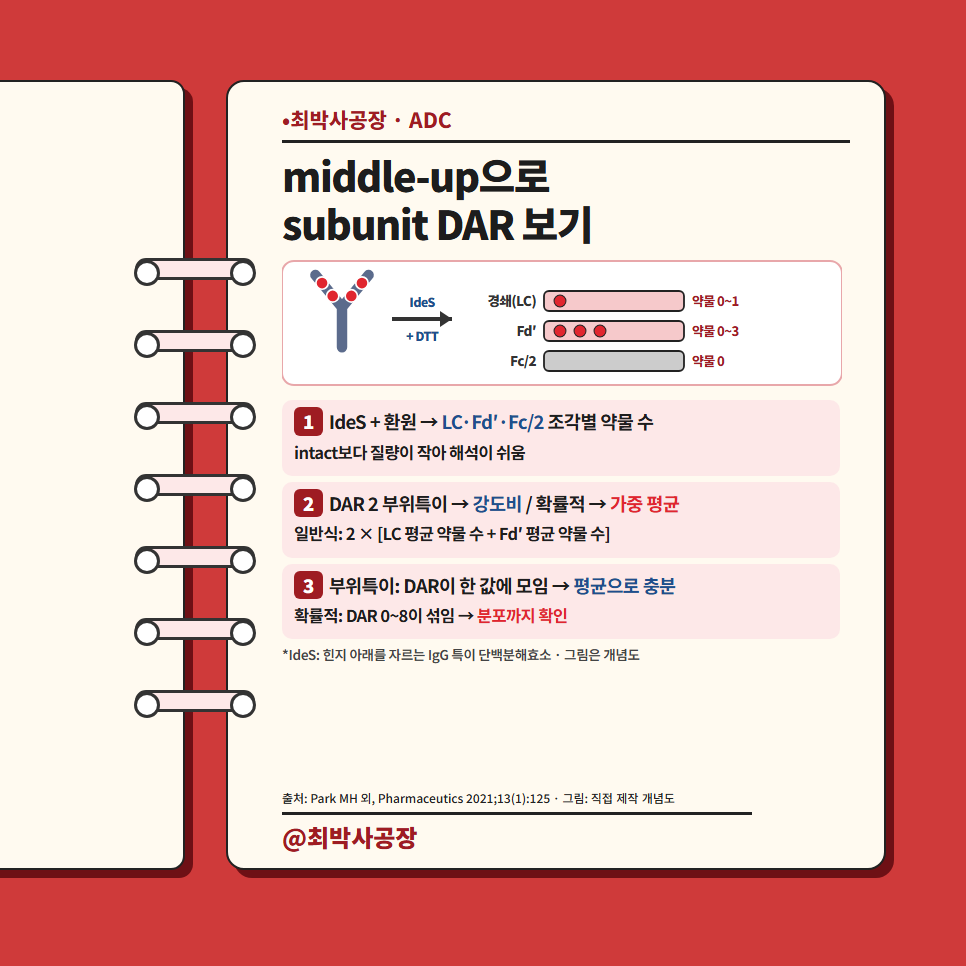 •최박사공장 · ADC
middle-up으로
subunit DAR 보기
IdeS
+ DTT
경쇄(LC) 약물 0~1
Fd′ 약물 0~3
Fc/2 약물 0
1 IdeS + 환원 → LC·Fd′·Fc/2 조각별 약물 수
intact보다 질량이 작아 해석이 쉬움
2 DAR 2 부위특이 → 강도비 / 확률적 → 가중 평균
일반식: 2 × [LC 평균 약물 수 + Fd′ 평균 약물 수]
3 부위특이: DAR이 한 값에 모임 → 평균으로 충분
확률적: DAR 0~8이 섞임 → 분포까지 확인
*IdeS: 힌지 아래를 자르는 IgG 특이 단백분해효소 · 그림은 개념도
출처: Park MH 외, Pharmaceutics 2021;13(1):125 · 그림: 직접 제작 개념도
@최박사공장